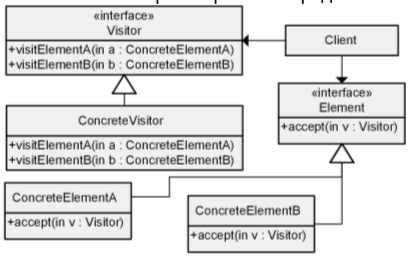 «interface»
Visitor
+visitElementA(in a : ConcreteElementA)
+visitElementB(in b : ConcreteElementB)
Client
«interface»
Element
+accept(in v : Visitor)
ConcreteVisitor
+visitElementA(in a : ConcreteElementA)
+visitElementB(in b : ConcreteElementB)
ConcreteElementA
+accept(in v : Visitor)
ConcreteElementB
+accept(in v : Visitor)